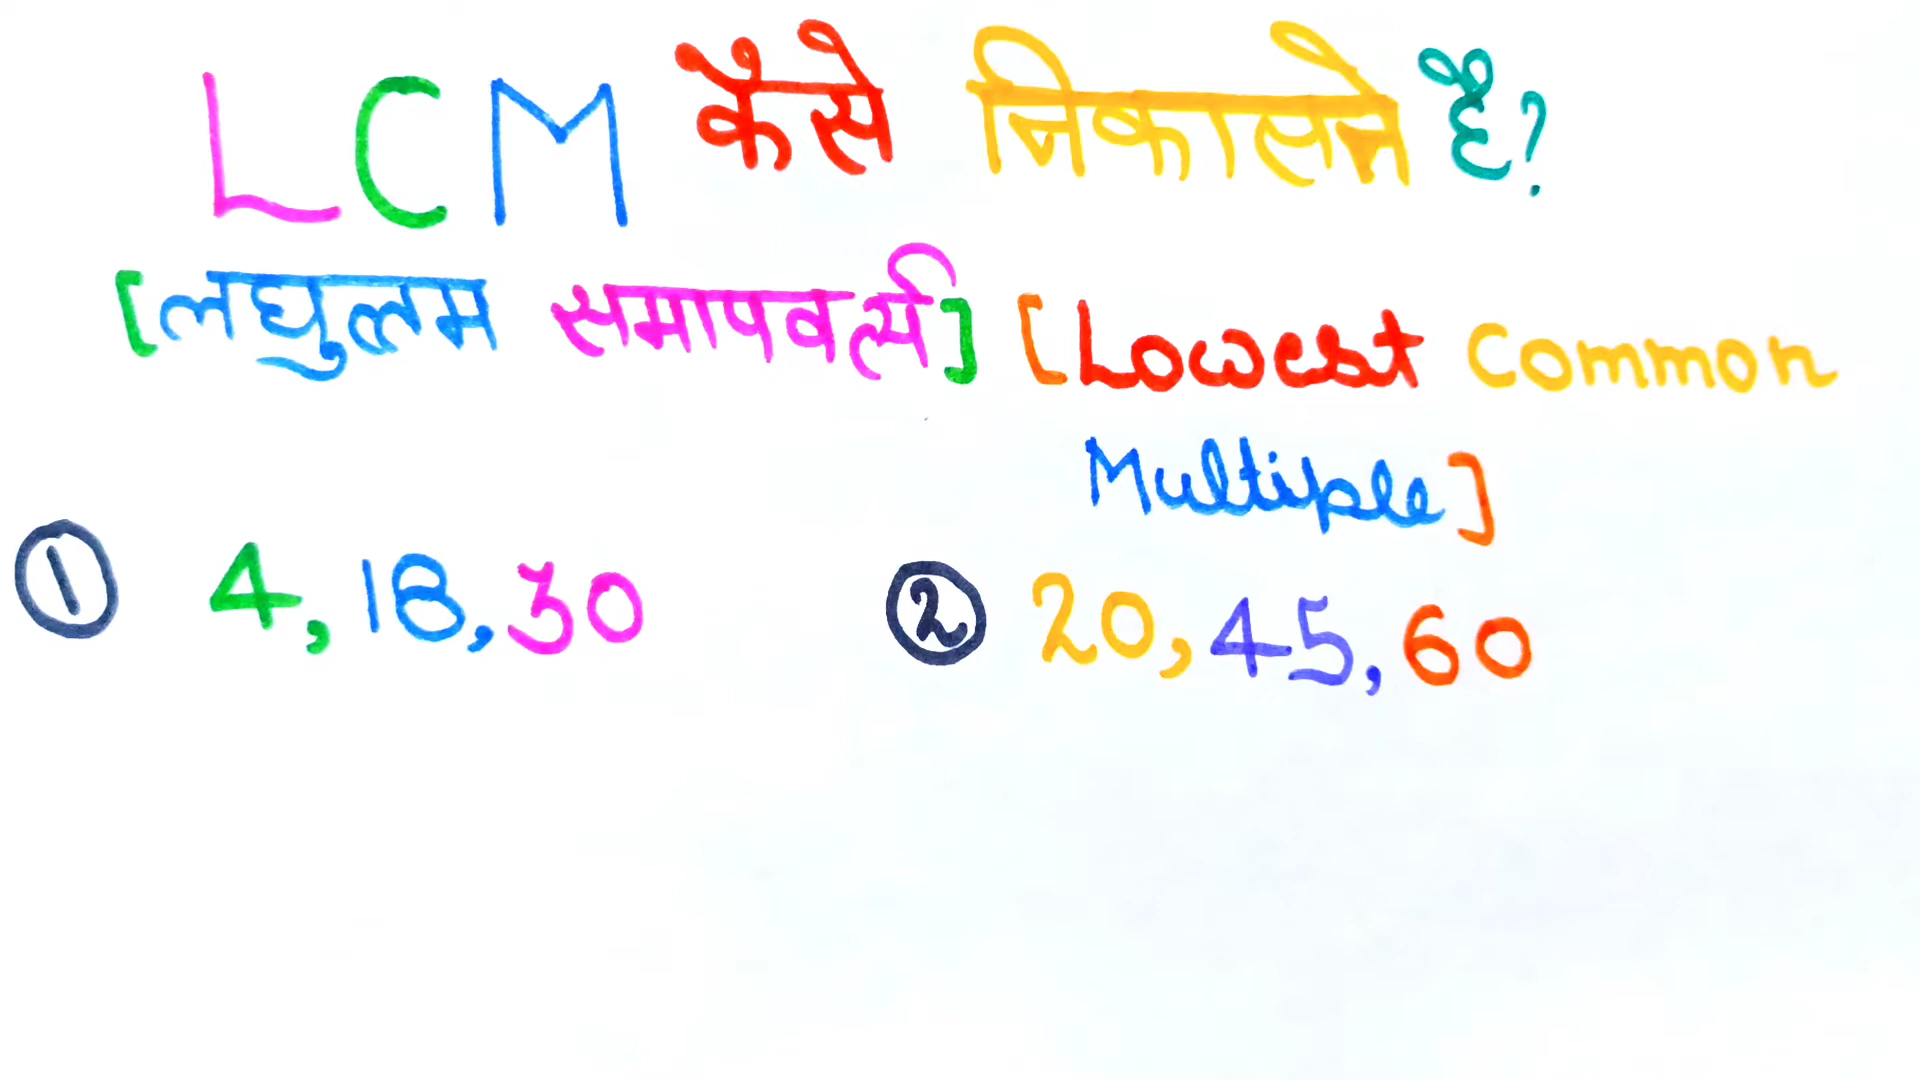 LCM कैसे निकालते है?
[लघुत्तम समापवर्त्य] [Lowest Common
Multiple]
① 4, 18, 30 ② 20, 45, 60